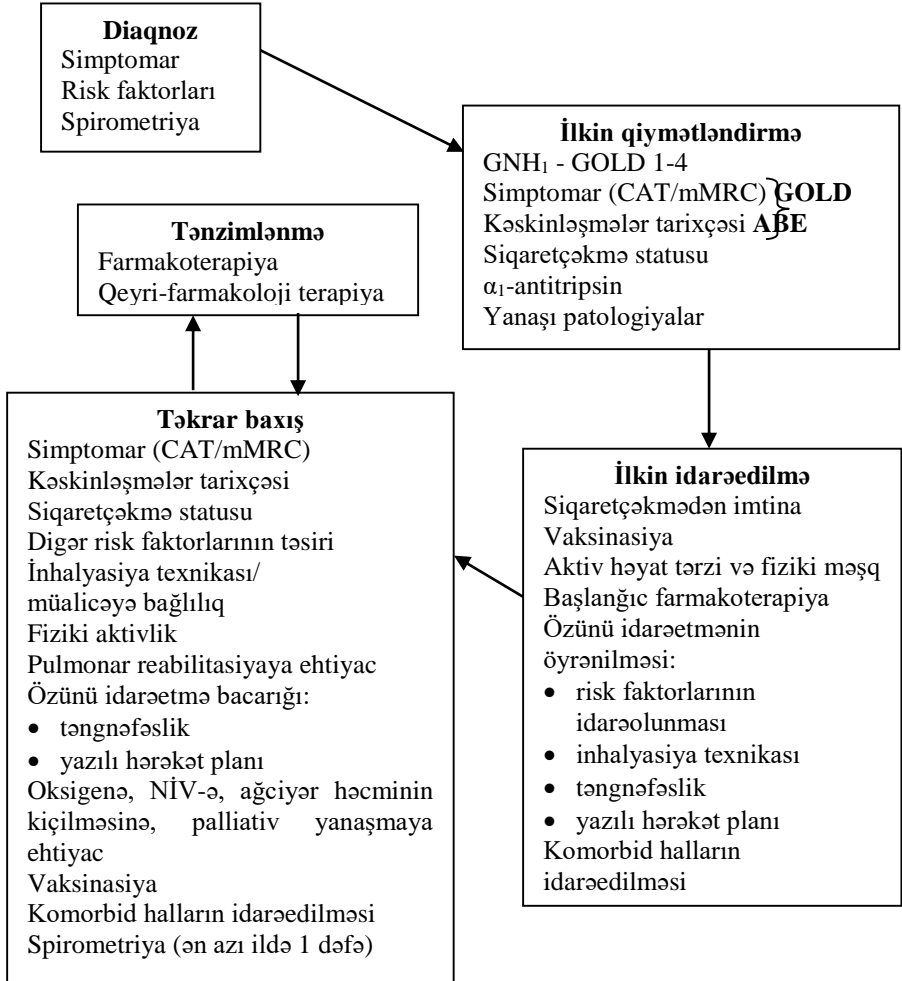 Diaqnoz
Simptomar
Risk faktorları
Spirometriya
İlkin qiymətləndirmə
GNH₁ - GOLD 1-4
Simptomar (CAT/mMRC) GOLD
Kəskinləşmələr tarixçəsi ABE
Siqaretçəkmə statusu
α₁-antitripsin
Yanaşı patologiyalar
Tənzimlənmə
Farmakoterapiya
Qeyri-farmakoloji terapiya
Təkrar baxış
Simptomar (CAT/mMRC)
Kəskinləşmələr tarixçəsi
Siqaretçəkmə statusu
Digər risk faktorlarının təsiri
İnhalyasiya texnikası/
müalicəyə bağlılıq
Fiziki aktivlik
Pulmonar reabilitasiyaya ehtiyac
Özünü idarəetmə bacarığı:
• təngnəfəslik
• yazılı hərəkət planı
Oksigenə, NİV-ə, ağciyər həcminin
kiçilməsinə, palliativ yanaşmaya
ehtiyac
Vaksinasiya
Komorbid halların idarəedilməsi
Spirometriya (ən azı ildə 1 dəfə)
İlkin idarəedilmə
Siqaretçəkmədən imtina
Vaksinasiya
Aktiv həyat tərzi və fiziki məşq
Başlanğıc farmakoterapiya
Özünü idarəetmənin
öyrənilməsi:
• risk faktorlarının
idarəolunması
• inhalyasiya texnikası
• təngnəfəslik
• yazılı hərəkət planı
Komorbid halların
idarəedilməsi